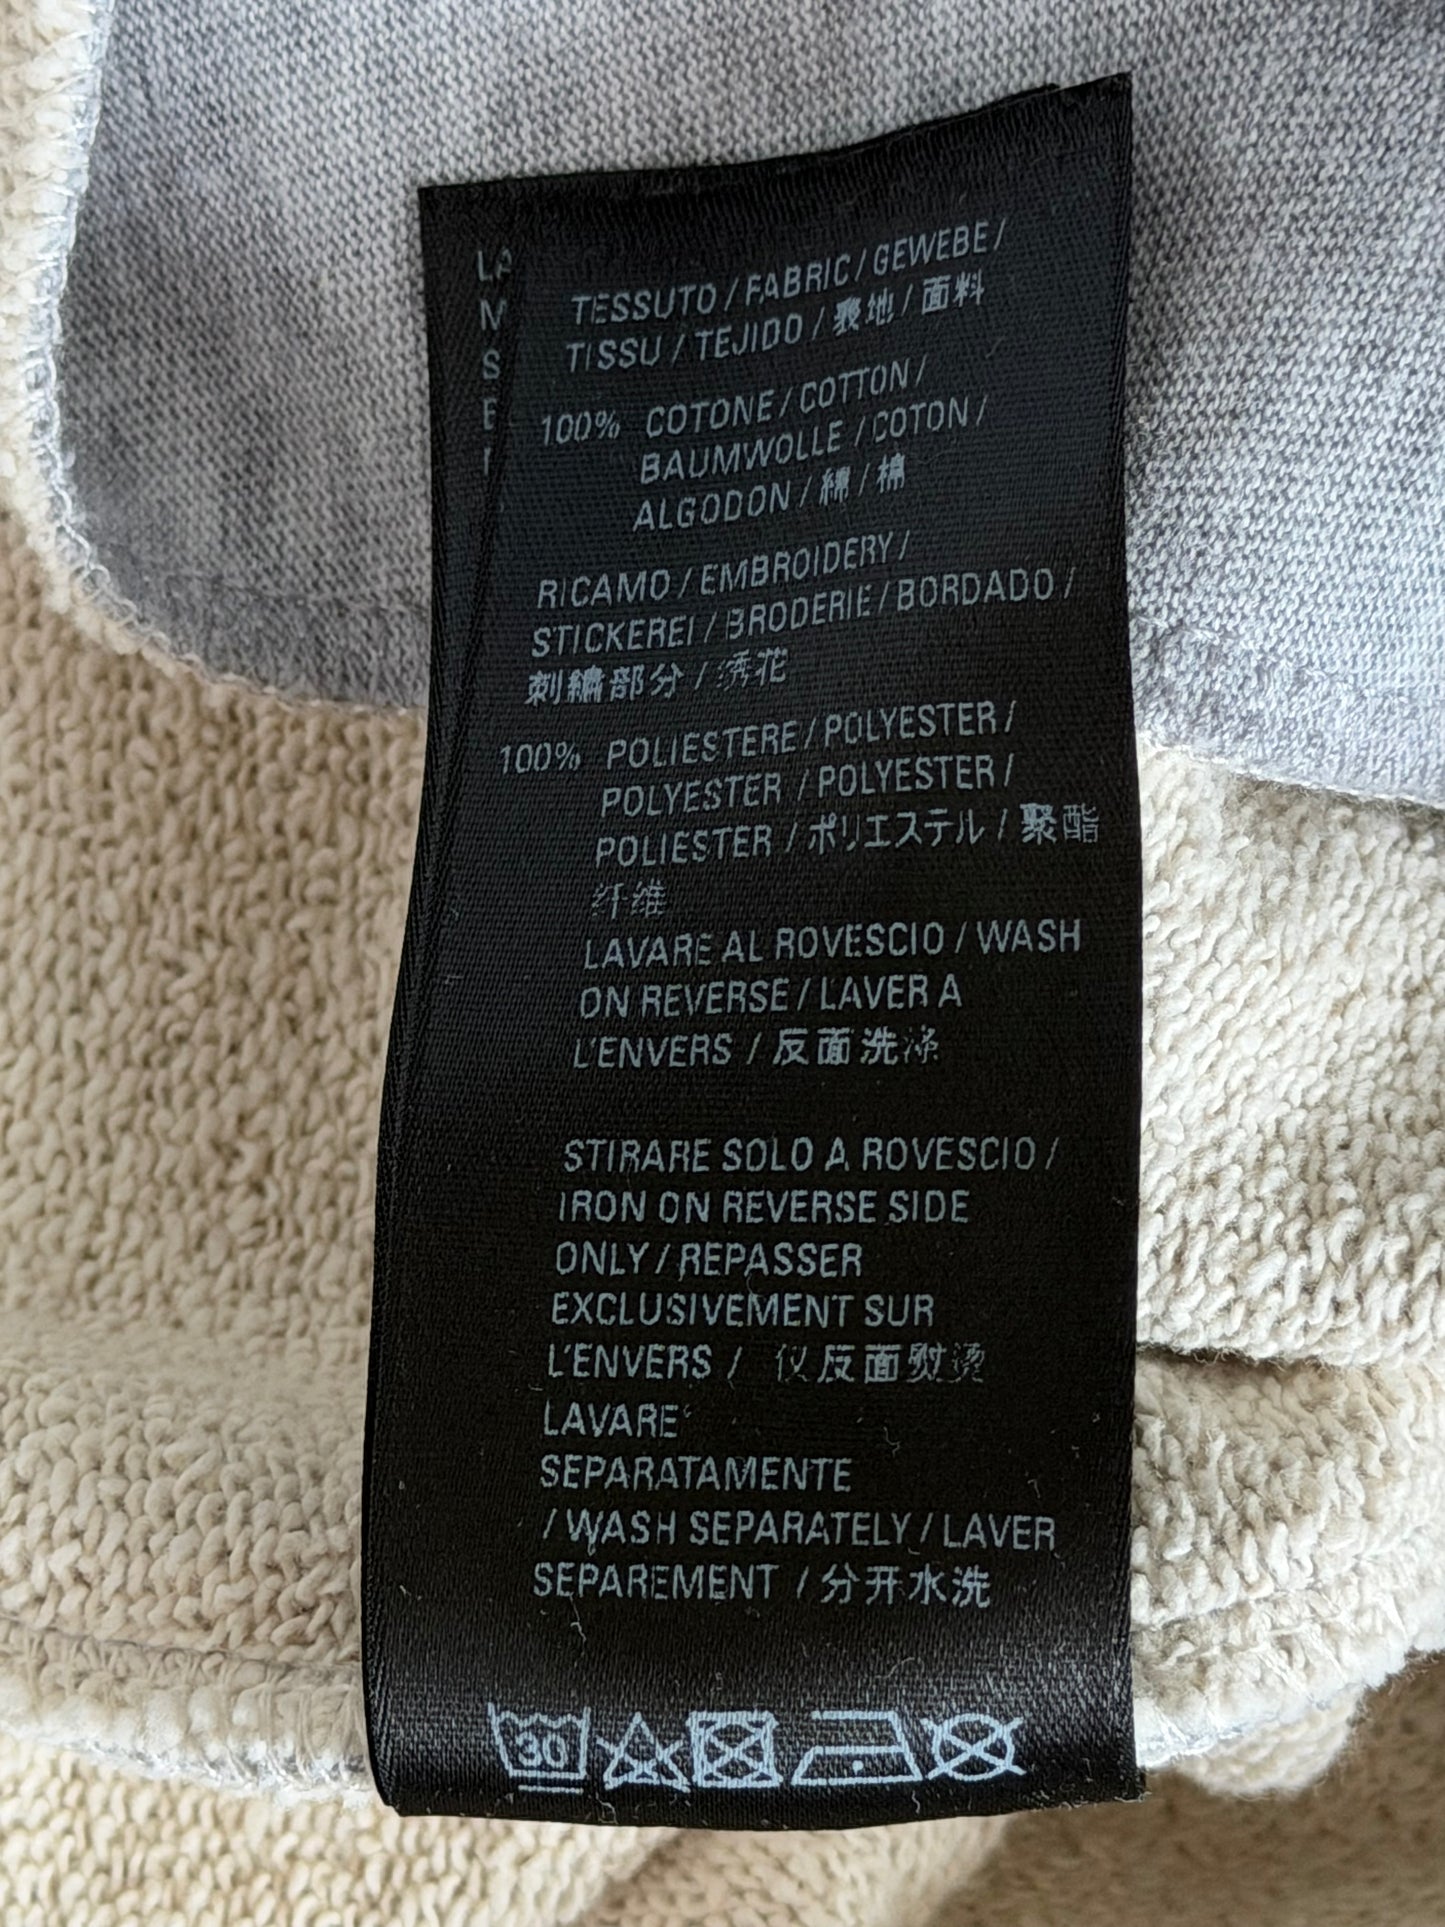 TESSUTO / FABRIC / GEWEBE /
TISSU / TEJIDO / 表地 / 面料
100% COTONE / COTTON /
BAUMWOLLE / COTON /
ALGODON / 綿 / 棉
RICAMO / EMBROIDERY /
STICKEREI / BRODERIE / BORDADO /
刺繍部分 / 绣花
100% POLIESTERE / POLYESTER /
POLYESTER / POLYESTER /
POLIESTER / ポリエステル / 聚酯
纤维
LAVARE AL ROVESCIO / WASH
ON REVERSE / LAVER A
L'ENVERS / 反面洗涤
STIRARE SOLO A ROVESCIO /
IRON ON REVERSE SIDE
ONLY / REPASSER
EXCLUSIVEMENT SUR
L'ENVERS / 仅反面熨烫
LAVARE
SEPARATAMENTE
/ WASH SEPARATELY / LAVER
SEPAREMENT / 分开水洗
30